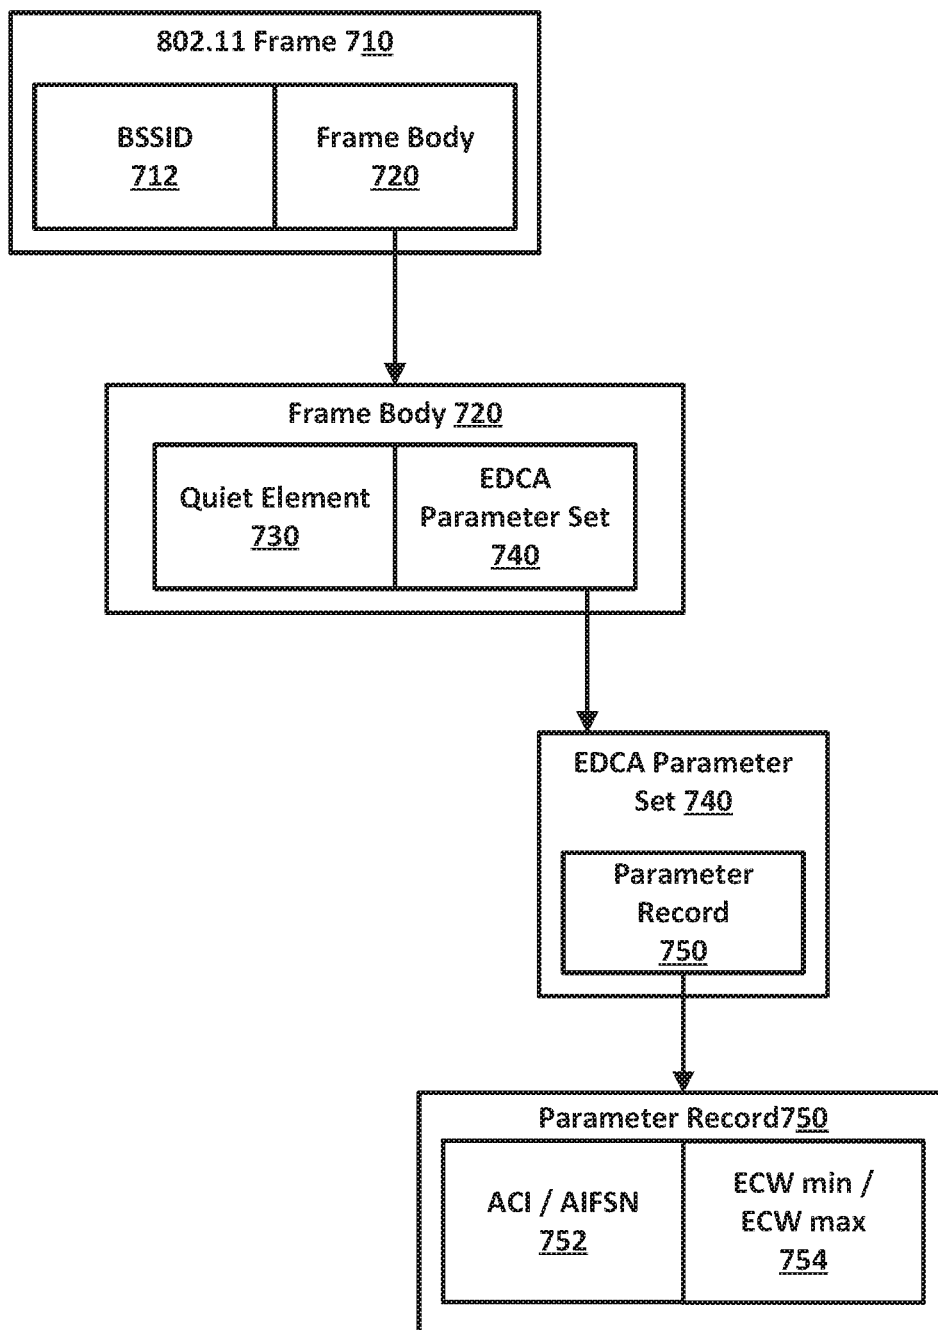 802.11 Frame 710
BSSID
712
Frame Body
720
Frame Body 720
Quiet Element
730
EDCA
Parameter Set
740
EDCA Parameter
Set 740
Parameter
Record
750
Parameter Record750
ACI / AIFSN
752
ECW min /
ECW max
754